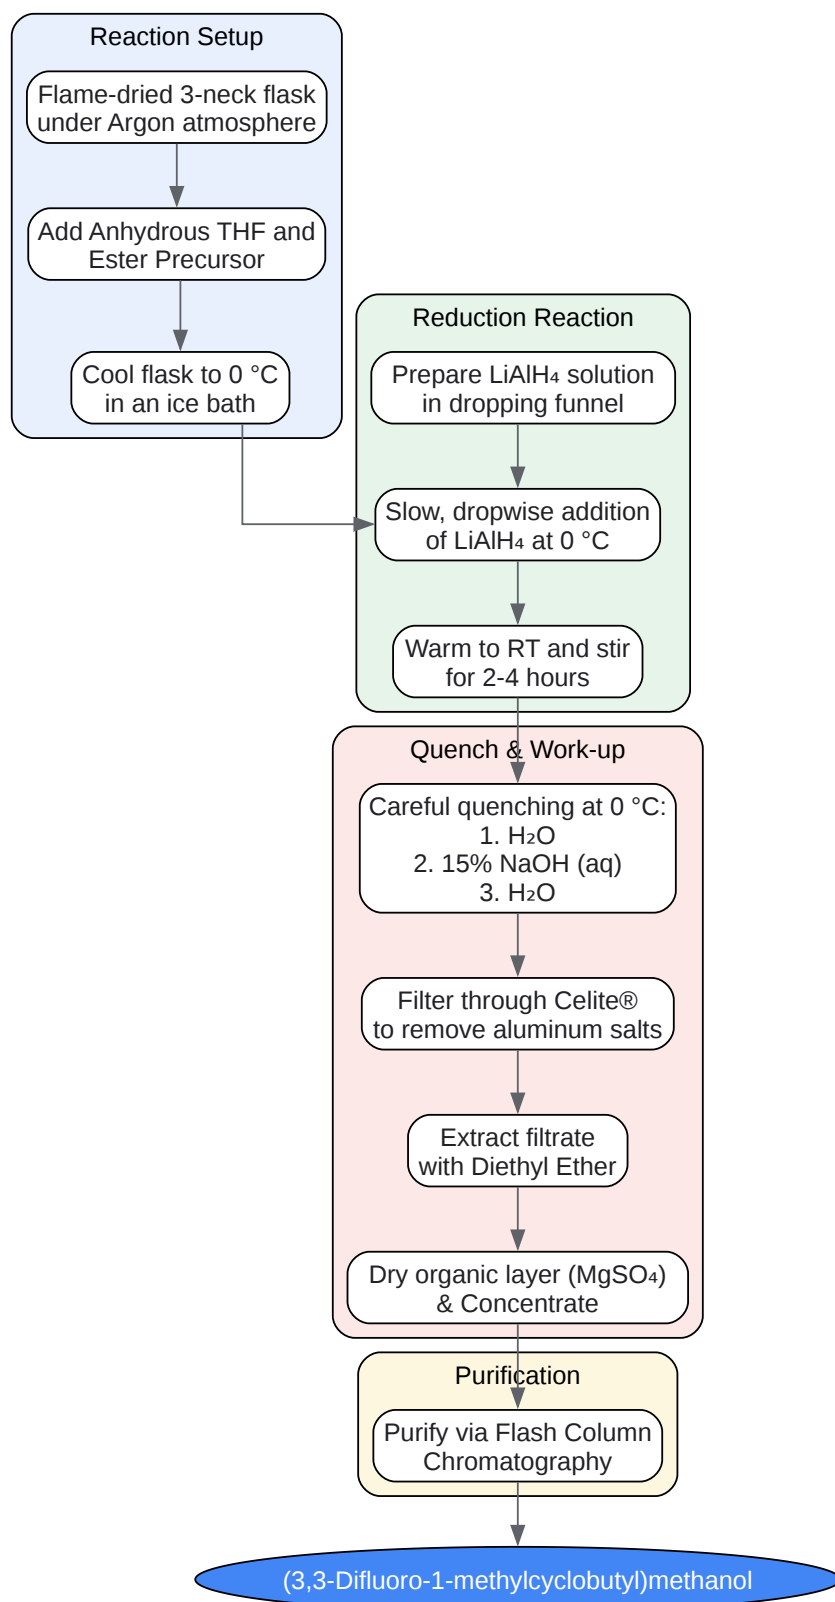 Reaction Setup
Flame-dried 3-neck flask
under Argon atmosphere
Add Anhydrous THF and
Ester Precursor
Cool flask to 0 °C
in an ice bath
Reduction Reaction
Prepare LiAlH₄ solution
in dropping funnel
Slow, dropwise addition
of LiAlH₄ at 0 °C
Warm to RT and stir
for 2-4 hours
Quench & Work-up
Careful quenching at 0 °C:
1. H₂O
2. 15% NaOH (aq)
3. H₂O
Filter through Celite®
to remove aluminum salts
Extract filtrate
with Diethyl Ether
Dry organic layer (MgSO₄)
& Concentrate
Purification
Purify via Flash Column
Chromatography
(3,3-Difluoro-1-methylcyclobutyl)methanol